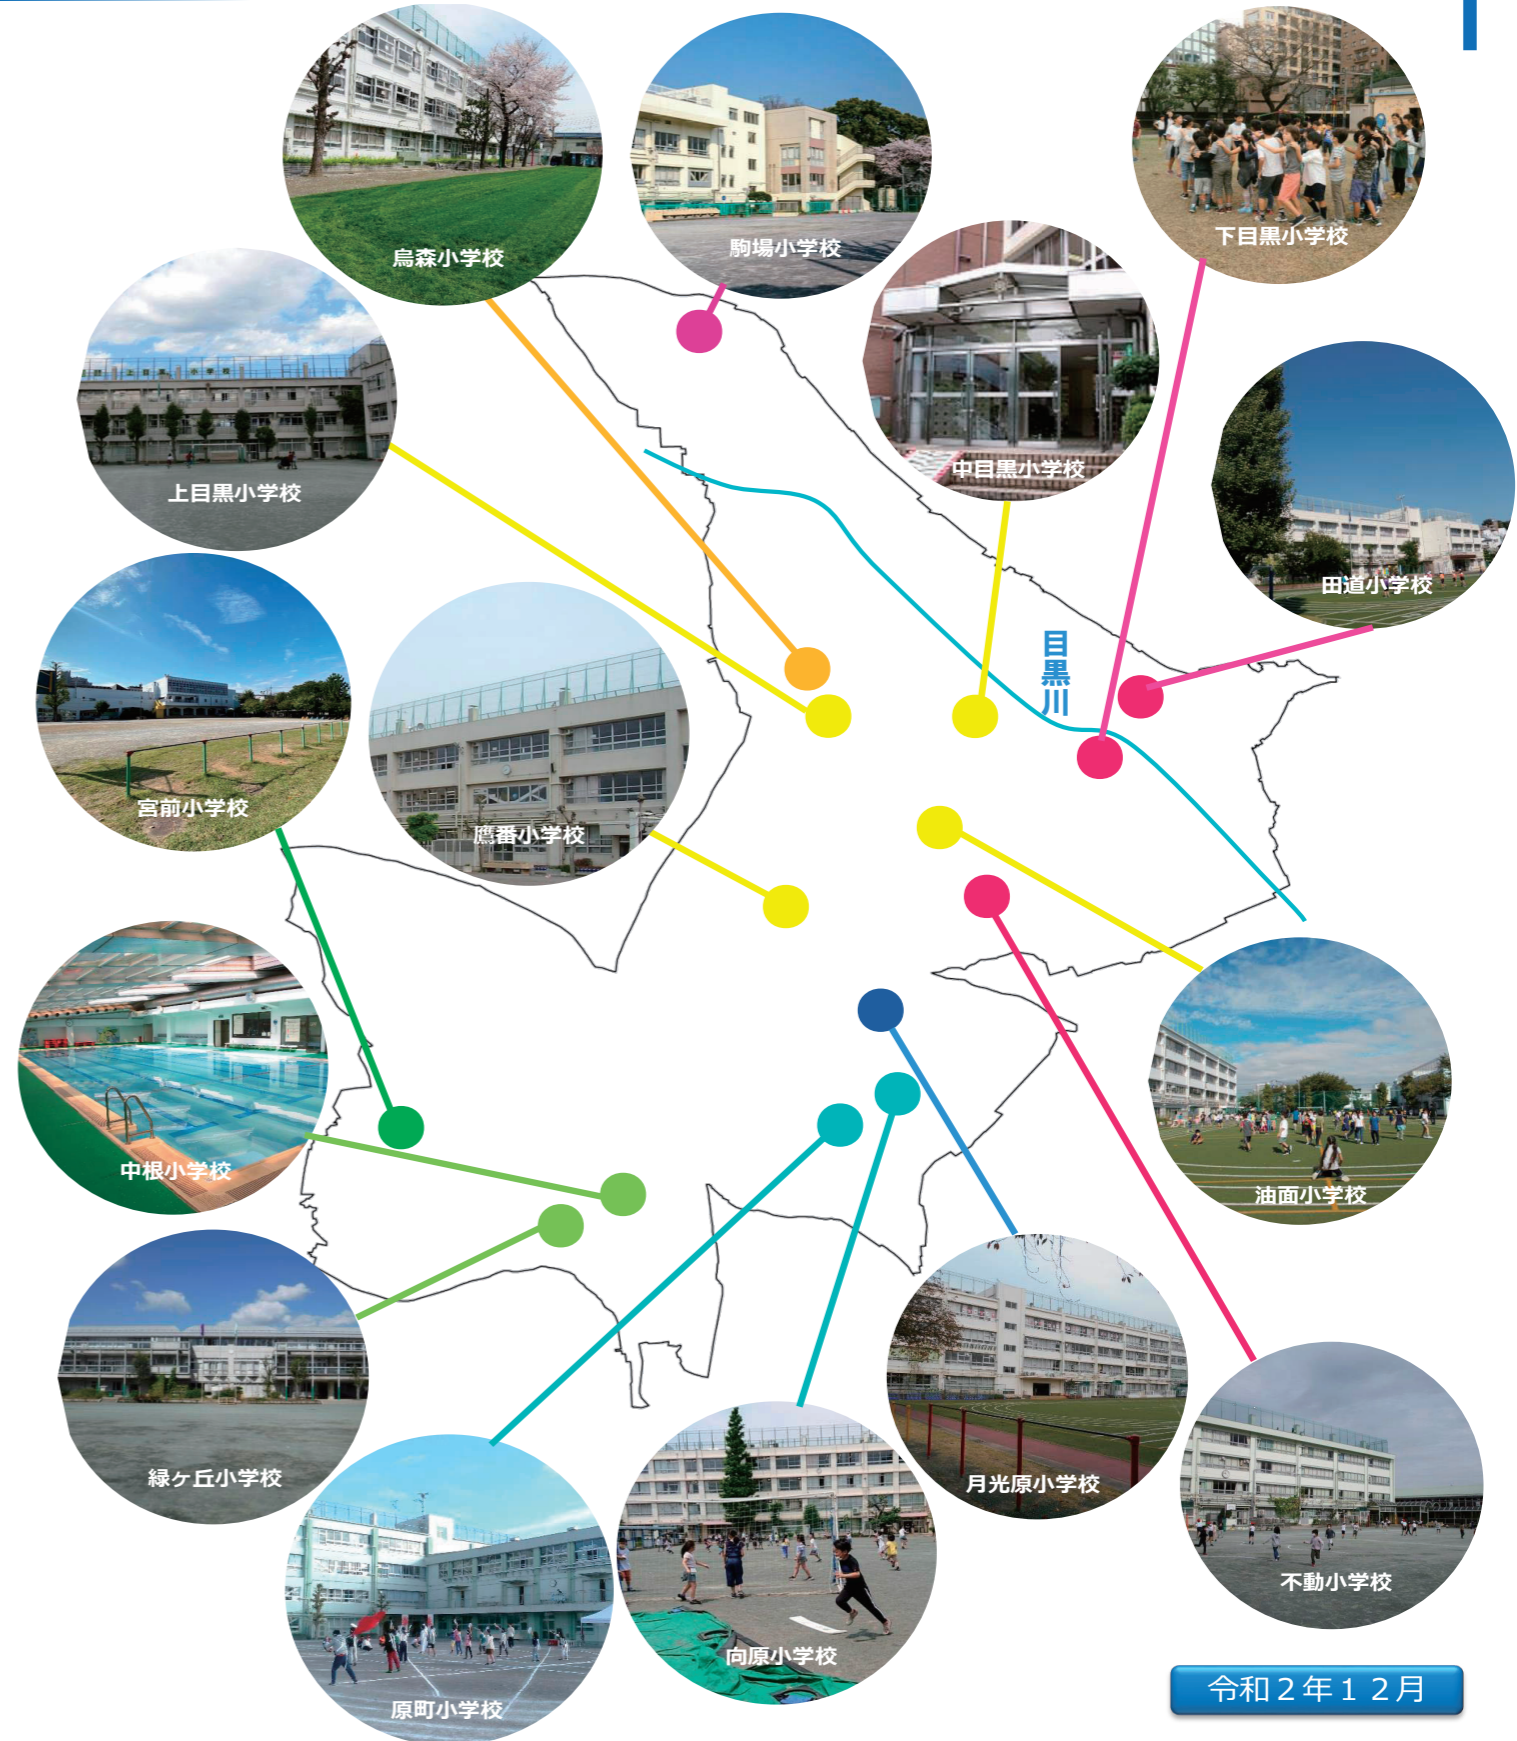 烏森小学校
駒場小学校
下目黒小学校
上目黒小学校
中目黒小学校
田道小学校
目黒川
宮前小学校
鷹番小学校
中根小学校
油面小学校
緑ヶ丘小学校
月光原小学校
不動小学校
原町小学校
向原小学校
令和２年１２月